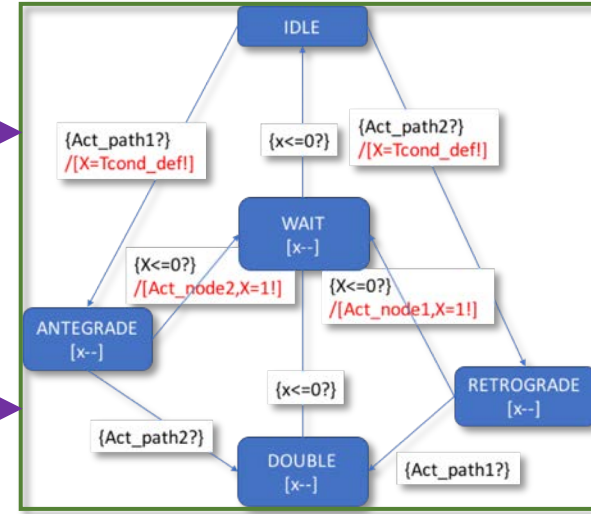 IDLE
{Act_path1?}
/[X=Tcond_def!]
{x<=0?}
{Act_path2?}
/[X=Tcond_def!]
WAIT
[x--]
{X<=0?}
/[Act_node2,X=1!]
{X<=0?}
/[Act_node1,X=1!]
ANTEGRADE
[x--]
{x<=0?}
RETROGRADE
[x--]
{Act_path2?}
DOUBLE
[x--]
{Act_path1?}